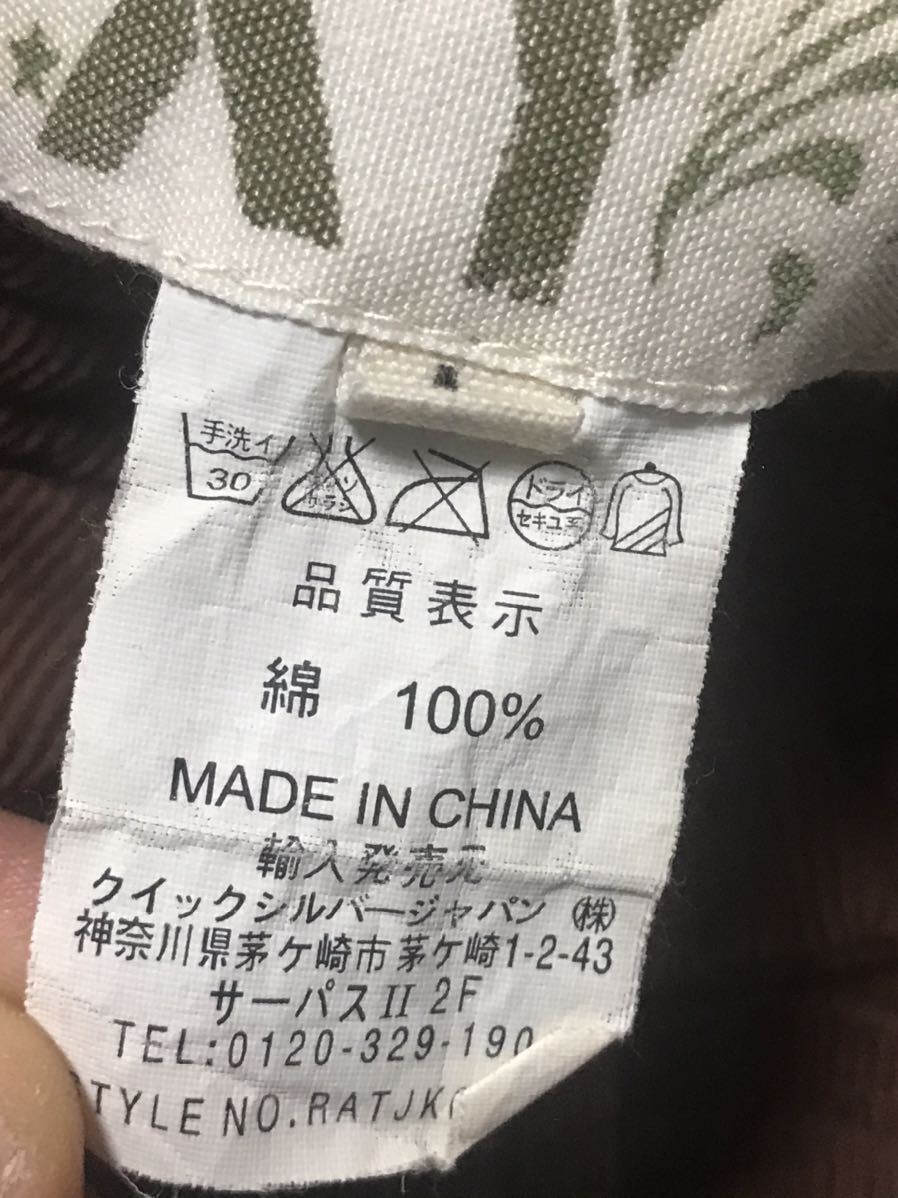 手洗イ
30
ドライ
セキユ系
品質表示
綿 100%
MADE IN CHINA
輸入発売元
クイックシルバージャパン ㈱
神奈川県茅ケ崎市茅ケ崎1-2-43
サーパスII 2F
TEL:0120-329-190
STYLE NO.RATJK